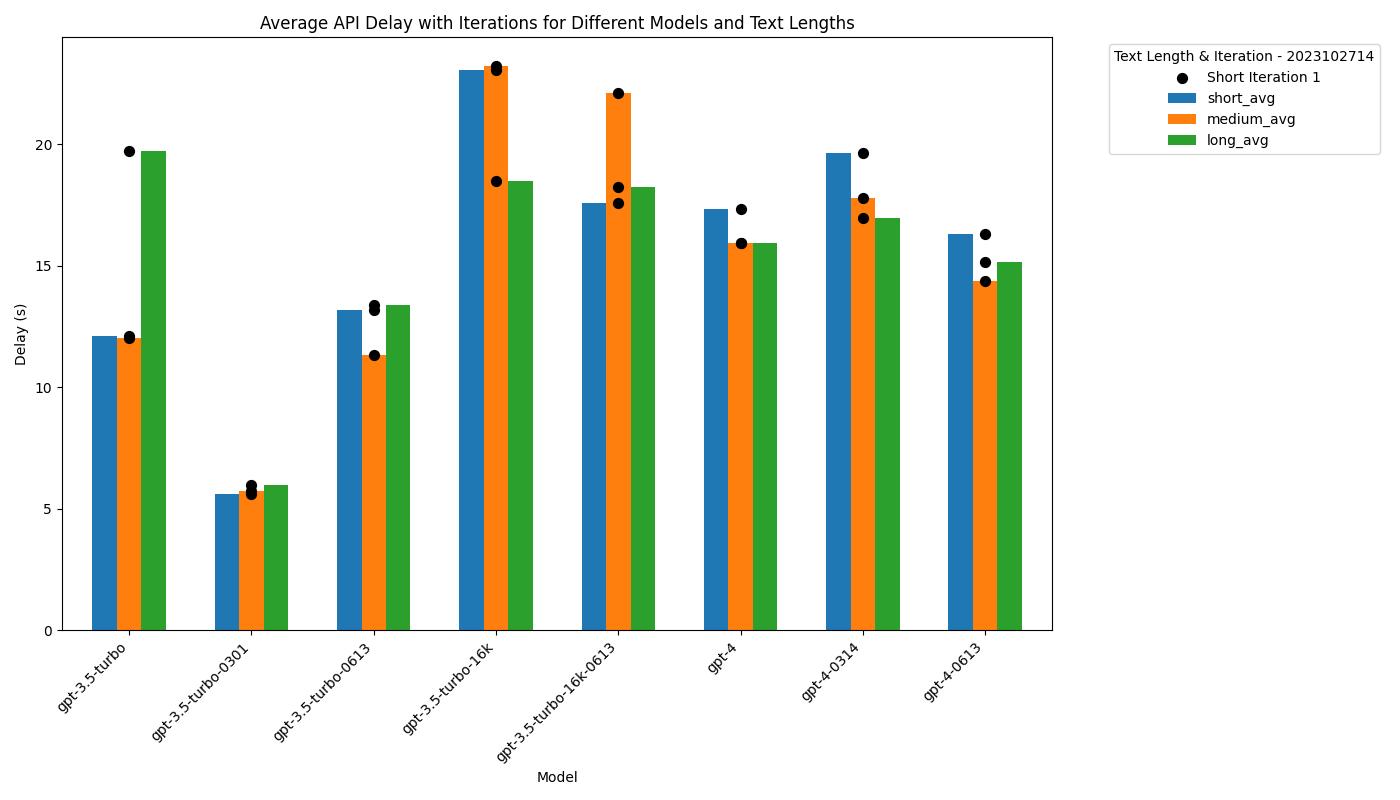 Average API Delay with Iterations for Different Models and Text Lengths
Text Length & Iteration - 2023102714
Short Iteration 1
short_avg
medium_avg
long_avg
Delay (s)
20
15
10
5
0
gpt-3.5-turbo
gpt-3.5-turbo-0301
gpt-3.5-turbo-0613
gpt-3.5-turbo-16k
gpt-3.5-turbo-16k-0613
gpt-4
gpt-4-0314
gpt-4-0613
Model